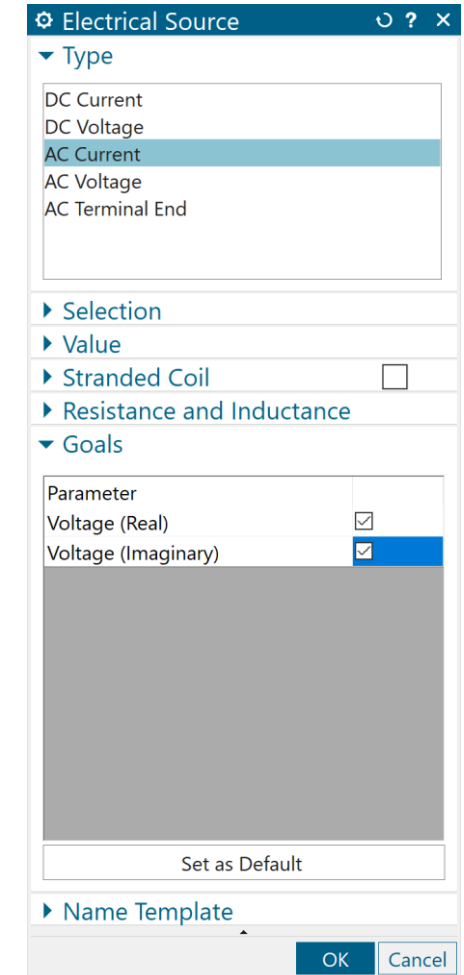 Electrical Source ?
Type
DC Current
DC Voltage
AC Current
AC Voltage
AC Terminal End
Selection
Value
Stranded Coil
Resistance and Inductance
Goals
Parameter
Voltage (Real)
Voltage (Imaginary)
Set as Default
Name Template
OK Cancel